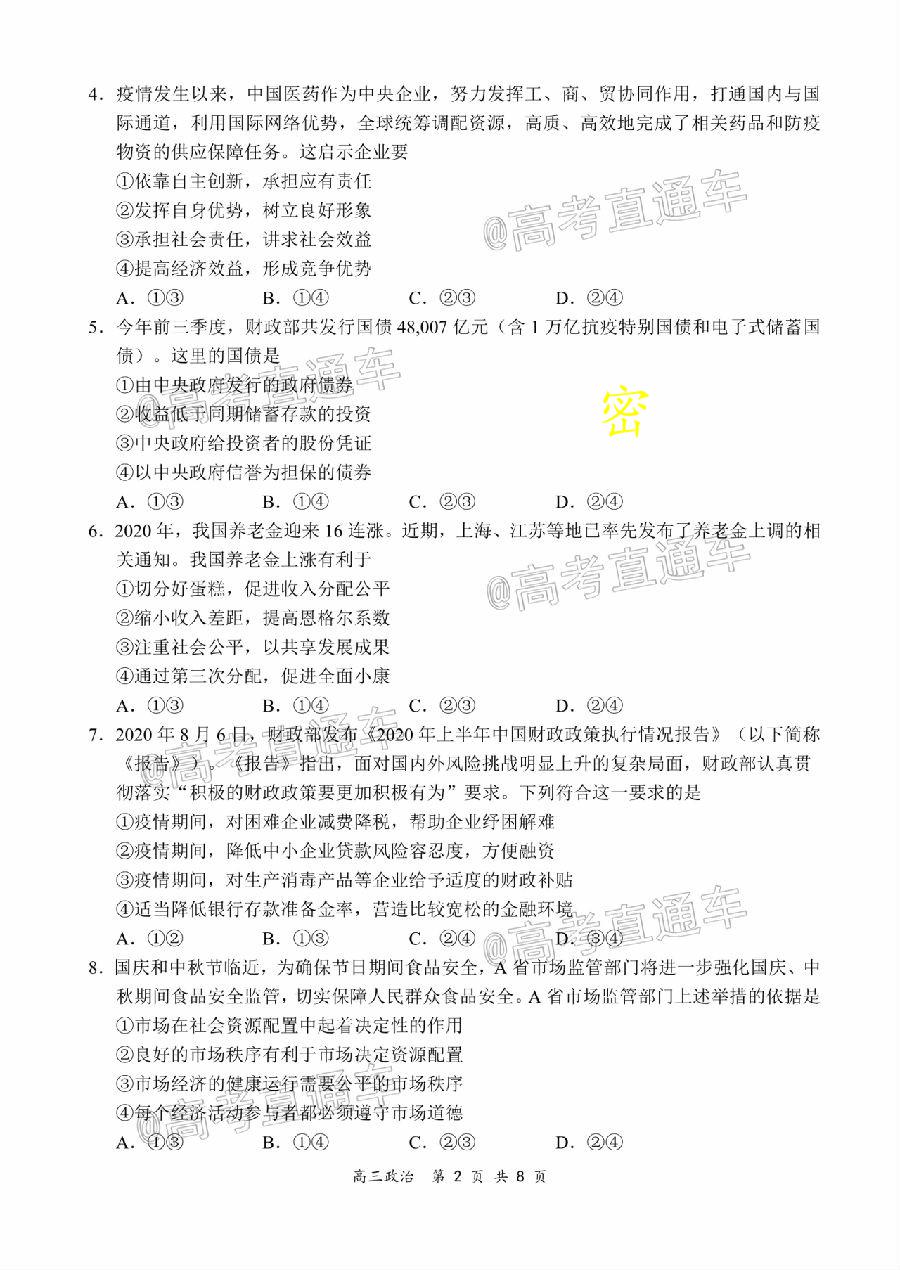 4．疫情发生以来，中国医药作为中央企业，努力发挥工、商、贸协同作用，打通国内与国
际通道，利用国际网络优势，全球统筹调配资源，高质、高效地完成了相关药品和防疫
物资的供应保障任务。这启示企业要
①依靠自主创新，承担应有责任
②发挥自身优势，树立良好形象
③承担社会责任，讲求社会效益
④提高经济效益，形成竞争优势
A．①③ B．①④ C．②③ D．②④
@高考直通车
5．今年前三季度，财政部共发行国债 48,007 亿元（含 1 万亿抗疫特别国债和电了式储蓄国
债）。这里的国债是
①由中央政府发行的政府债券
②收益低于同期储蓄存款的投资
③中央政府给投资者的股份凭证
④以中央政府信誉为担保的债券
A．①③ B．①④ C．②③ D．②④
@高考直通车
密
6．2020 年，我国养老金迎来 16 连涨。近期，上海、江苏等地已率先发布了养老金上调的相
关通知。我国养老金上涨有利于
①切分好蛋糕，促进收入分配公平
②缩小收入差距，提高恩格尔系数
③注重社会公平，以共享发展成果
④通过第三次分配，促进全面小康
A．①③ B．①④ C．②③ D．②④
@高考直通车
7．2020 年 8 月 6 日，财政部发布《2020 年上半年中国财政政策执行情况报告》（以下简称
《报告》）。《报告》指出，面对国内外风险挑战明显上升的复杂局面，财政部认真贯
彻落实“积极的财政政策要更加积极有为”要求。下列符合这一要求的是
①疫情期间，对困难企业减费降税，帮助企业纾困解难
②疫情期间，降低中小企业贷款风险容忍度，方便融资
③疫情期间，对生产消毒产品等企业给予适度的财政补贴
④适当降低银行存款准备金率，营造比较宽松的金融环境
A．①② B．①③ C．②④ D．③④
@高考直通车
@高考直通车
8．国庆和中秋节临近，为确保节日期间食品安全，A 省市场监管部门将进一步强化国庆、中
秋期间食品安全监管，切实保障人民群众食品安全。A 省市场监管部门上述举措的依据是
①市场在社会资源配置中起着决定性的作用
②良好的市场秩序有利于市场决定资源配置
③市场经济的健康运行需要公平的市场秩序
④每个经济活动参与者都必须遵守市场道德
A．①③ B．①④ C．②③ D．②④
@高考直通车
高三政治 第 2 页 共 8 页